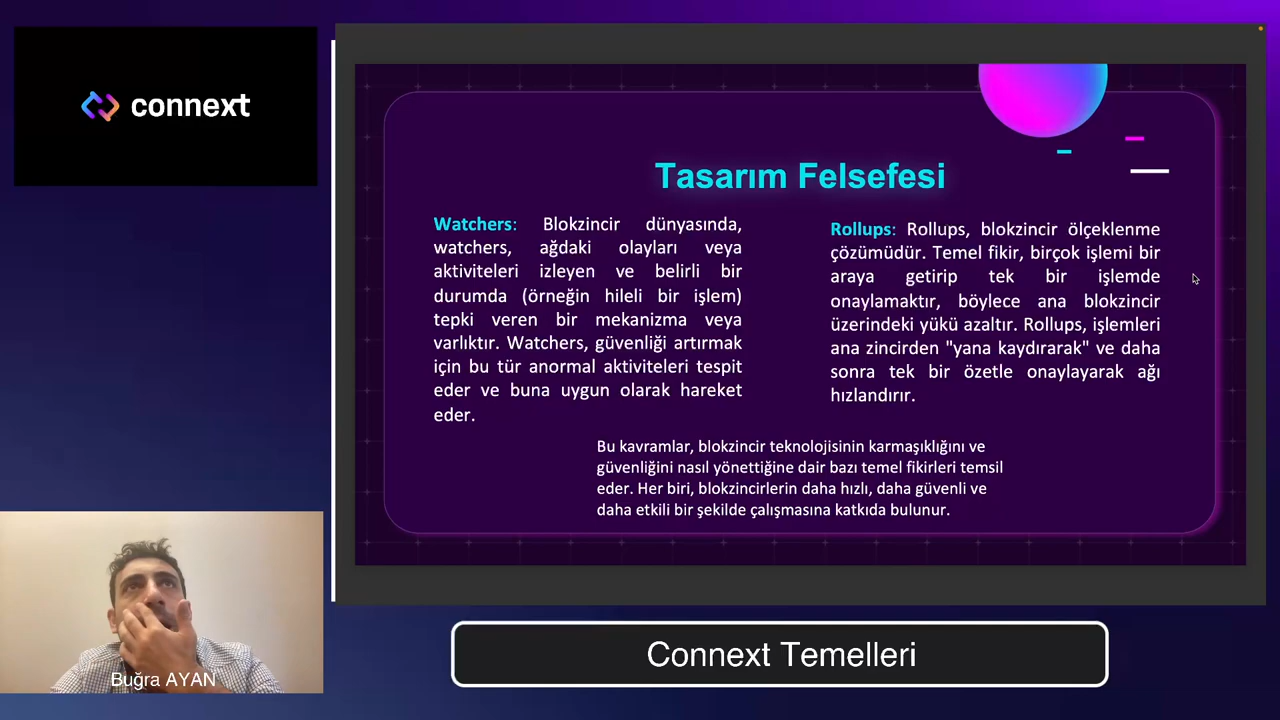 connext
Tasarım Felsefesi
Watchers: Blokzincir dünyasında,
watchers, ağdaki olayları veya
aktiviteleri izleyen ve belirli bir
durumda (örneğin hileli bir işlem)
tepki veren bir mekanizma veya
varlıktır. Watchers, güvenliği artırmak
için bu tür anormal aktiviteleri tespit
eder ve buna uygun olarak hareket
eder.
Rollups: Rollups, blokzincir ölçeklenme
çözümüdür. Temel fikir, birçok işlemi bir
araya getirip tek bir işlemde
onaylamaktır, böylece ana blokzincir
üzerindeki yükü azaltır. Rollups, işlemleri
ana zincirden "yana kaydırarak" ve daha
sonra tek bir özetle onaylayarak ağı
hızlandırır.
Bu kavramlar, blokzincir teknolojisinin karmaşıklığını ve
güvenliğini nasıl yönettiğine dair bazı temel fikirleri temsil
eder. Her biri, blokzincirlerin daha hızlı, daha güvenli ve
daha etkili bir şekilde çalışmasına katkıda bulunur.
Buğra AYAN
Connext Temelleri